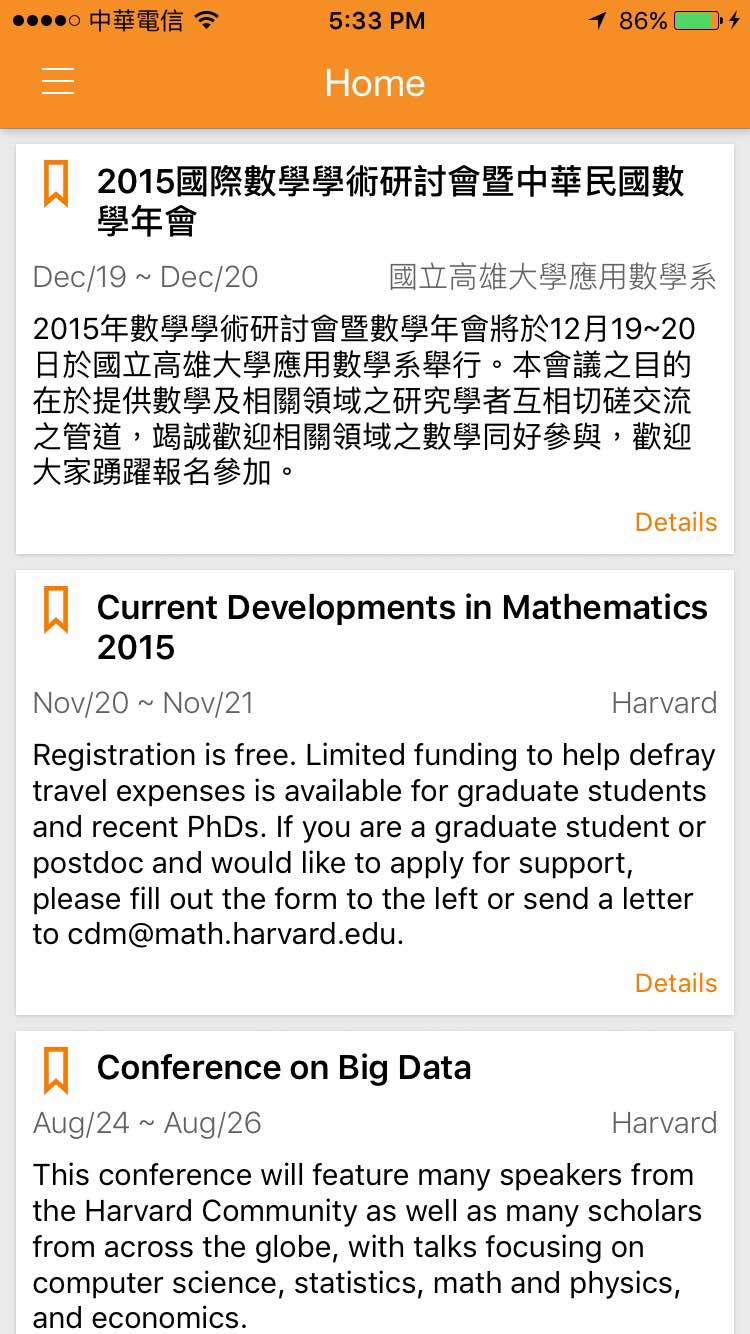 中華電信 5:33 PM 86%
Home
2015國際數學學術研討會暨中華民國數
學年會
Dec/19 ~ Dec/20 國立高雄大學應用數學系
2015年數學學術研討會暨數學年會將於12月19~20
日於國立高雄大學應用數學系舉行。本會議之目的
在於提供數學及相關領域之研究學者互相切磋交流
之管道，竭誠歡迎相關領域之數學同好參與，歡迎
大家踴躍報名參加。
Details
Current Developments in Mathematics
2015
Nov/20 ~ Nov/21 Harvard
Registration is free. Limited funding to help defray
travel expenses is available for graduate students
and recent PhDs. If you are a graduate student or
postdoc and would like to apply for support,
please fill out the form to the left or send a letter
to cdm@math.harvard.edu.
Details
Conference on Big Data
Aug/24 ~ Aug/26 Harvard
This conference will feature many speakers from
the Harvard Community as well as many scholars
from across the globe, with talks focusing on
computer science, statistics, math and physics,
and economics.